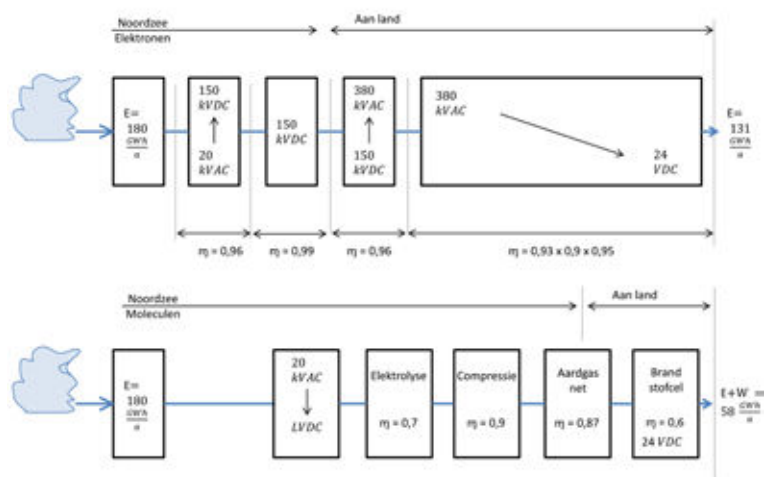 Noordzee
Elektronen
Aan land
E=
180
GWh
a
150
kVDC
20
kVAC
150
kVDC
380
kVAC
150
kVDC
380
kVAC
24
VDC
E=
131
GWh
a
η = 0,96
η = 0,99
η = 0,96
η = 0,93 x 0,9 x 0,95
Noordzee
Moleculen
Aan land
E=
180
GWh
a
20
kVAC
LVDC
Elektrolyse
η = 0,7
Compressie
η = 0,9
Aardgas
net
η = 0,87
Brand
stofcel
η = 0,6
24 VDC
E+W =
58 GWh
a